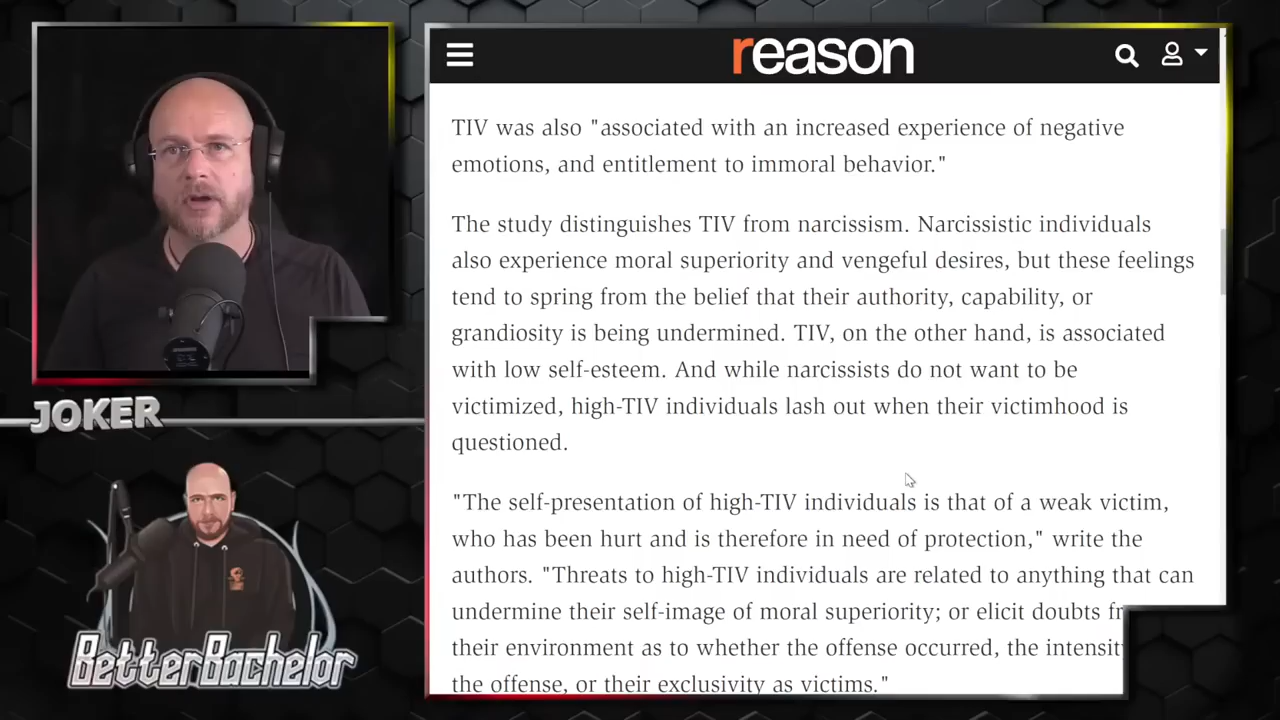 reason
TIV was also "associated with an increased experience of negative
emotions, and entitlement to immoral behavior."
The study distinguishes TIV from narcissism. Narcissistic individuals
also experience moral superiority and vengeful desires, but these feelings
tend to spring from the belief that their authority, capability, or
grandiosity is being undermined. TIV, on the other hand, is associated
with low self-esteem. And while narcissists do not want to be
victimized, high-TIV individuals lash out when their victimhood is
questioned.
"The self-presentation of high-TIV individuals is that of a weak victim,
who has been hurt and is therefore in need of protection," write the
authors. "Threats to high-TIV individuals are related to anything that can
undermine their self-image of moral superiority; or elicit doubts
their environment as to whether the offense occurred, the
the offense, or their exclusivity as victims."
JOKER
BetterBachelor